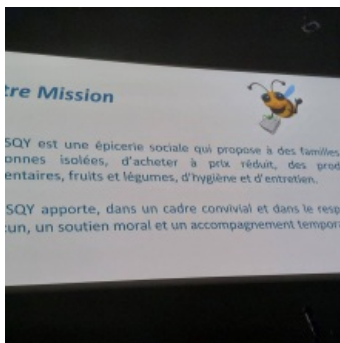 tre Mission
SQY est une épicerie sociale qui propose à des familles
onnes isolées, d'acheter à prix réduit, des prod
entaires, fruits et légumes, d'hygiène et d'entretien.
SQY apporte, dans un cadre convivial et dans le resp
cun, un soutien moral et un accompagnement tempor